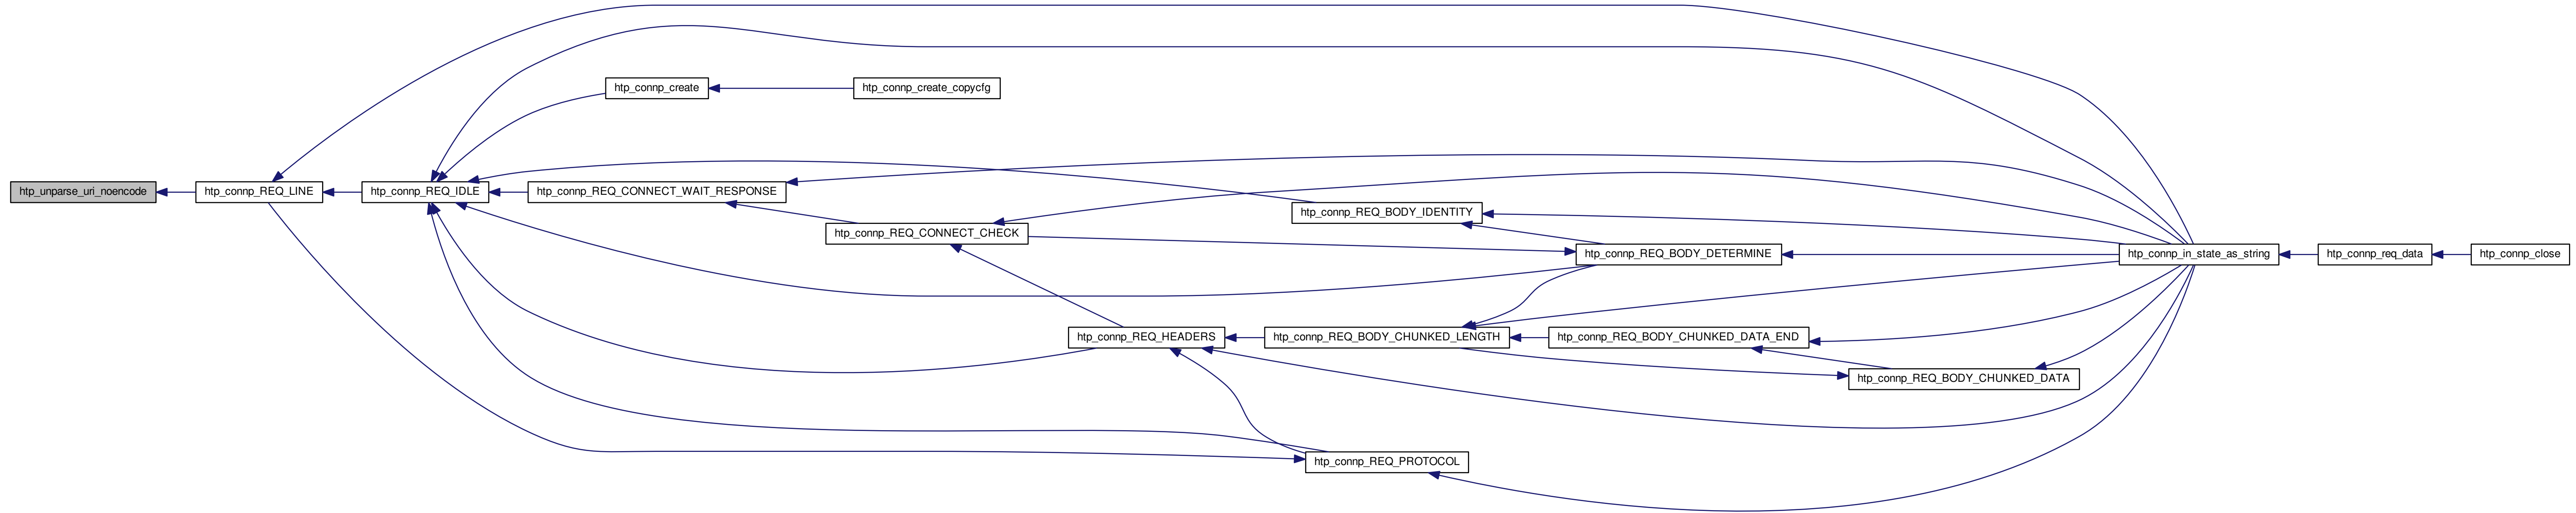 htp_connp_create
htp_connp_create_copycfg
htp_unparse_uri_noencode
htp_connp_REQ_LINE
htp_connp_REQ_IDLE
htp_connp_REQ_CONNECT_WAIT_RESPONSE
htp_connp_REQ_BODY_IDENTITY
htp_connp_REQ_CONNECT_CHECK
htp_connp_REQ_BODY_DETERMINE
htp_connp_in_state_as_string
htp_connp_req_data
htp_connp_close
htp_connp_REQ_HEADERS
htp_connp_REQ_BODY_CHUNKED_LENGTH
htp_connp_REQ_BODY_CHUNKED_DATA_END
htp_connp_REQ_BODY_CHUNKED_DATA
htp_connp_REQ_PROTOCOL